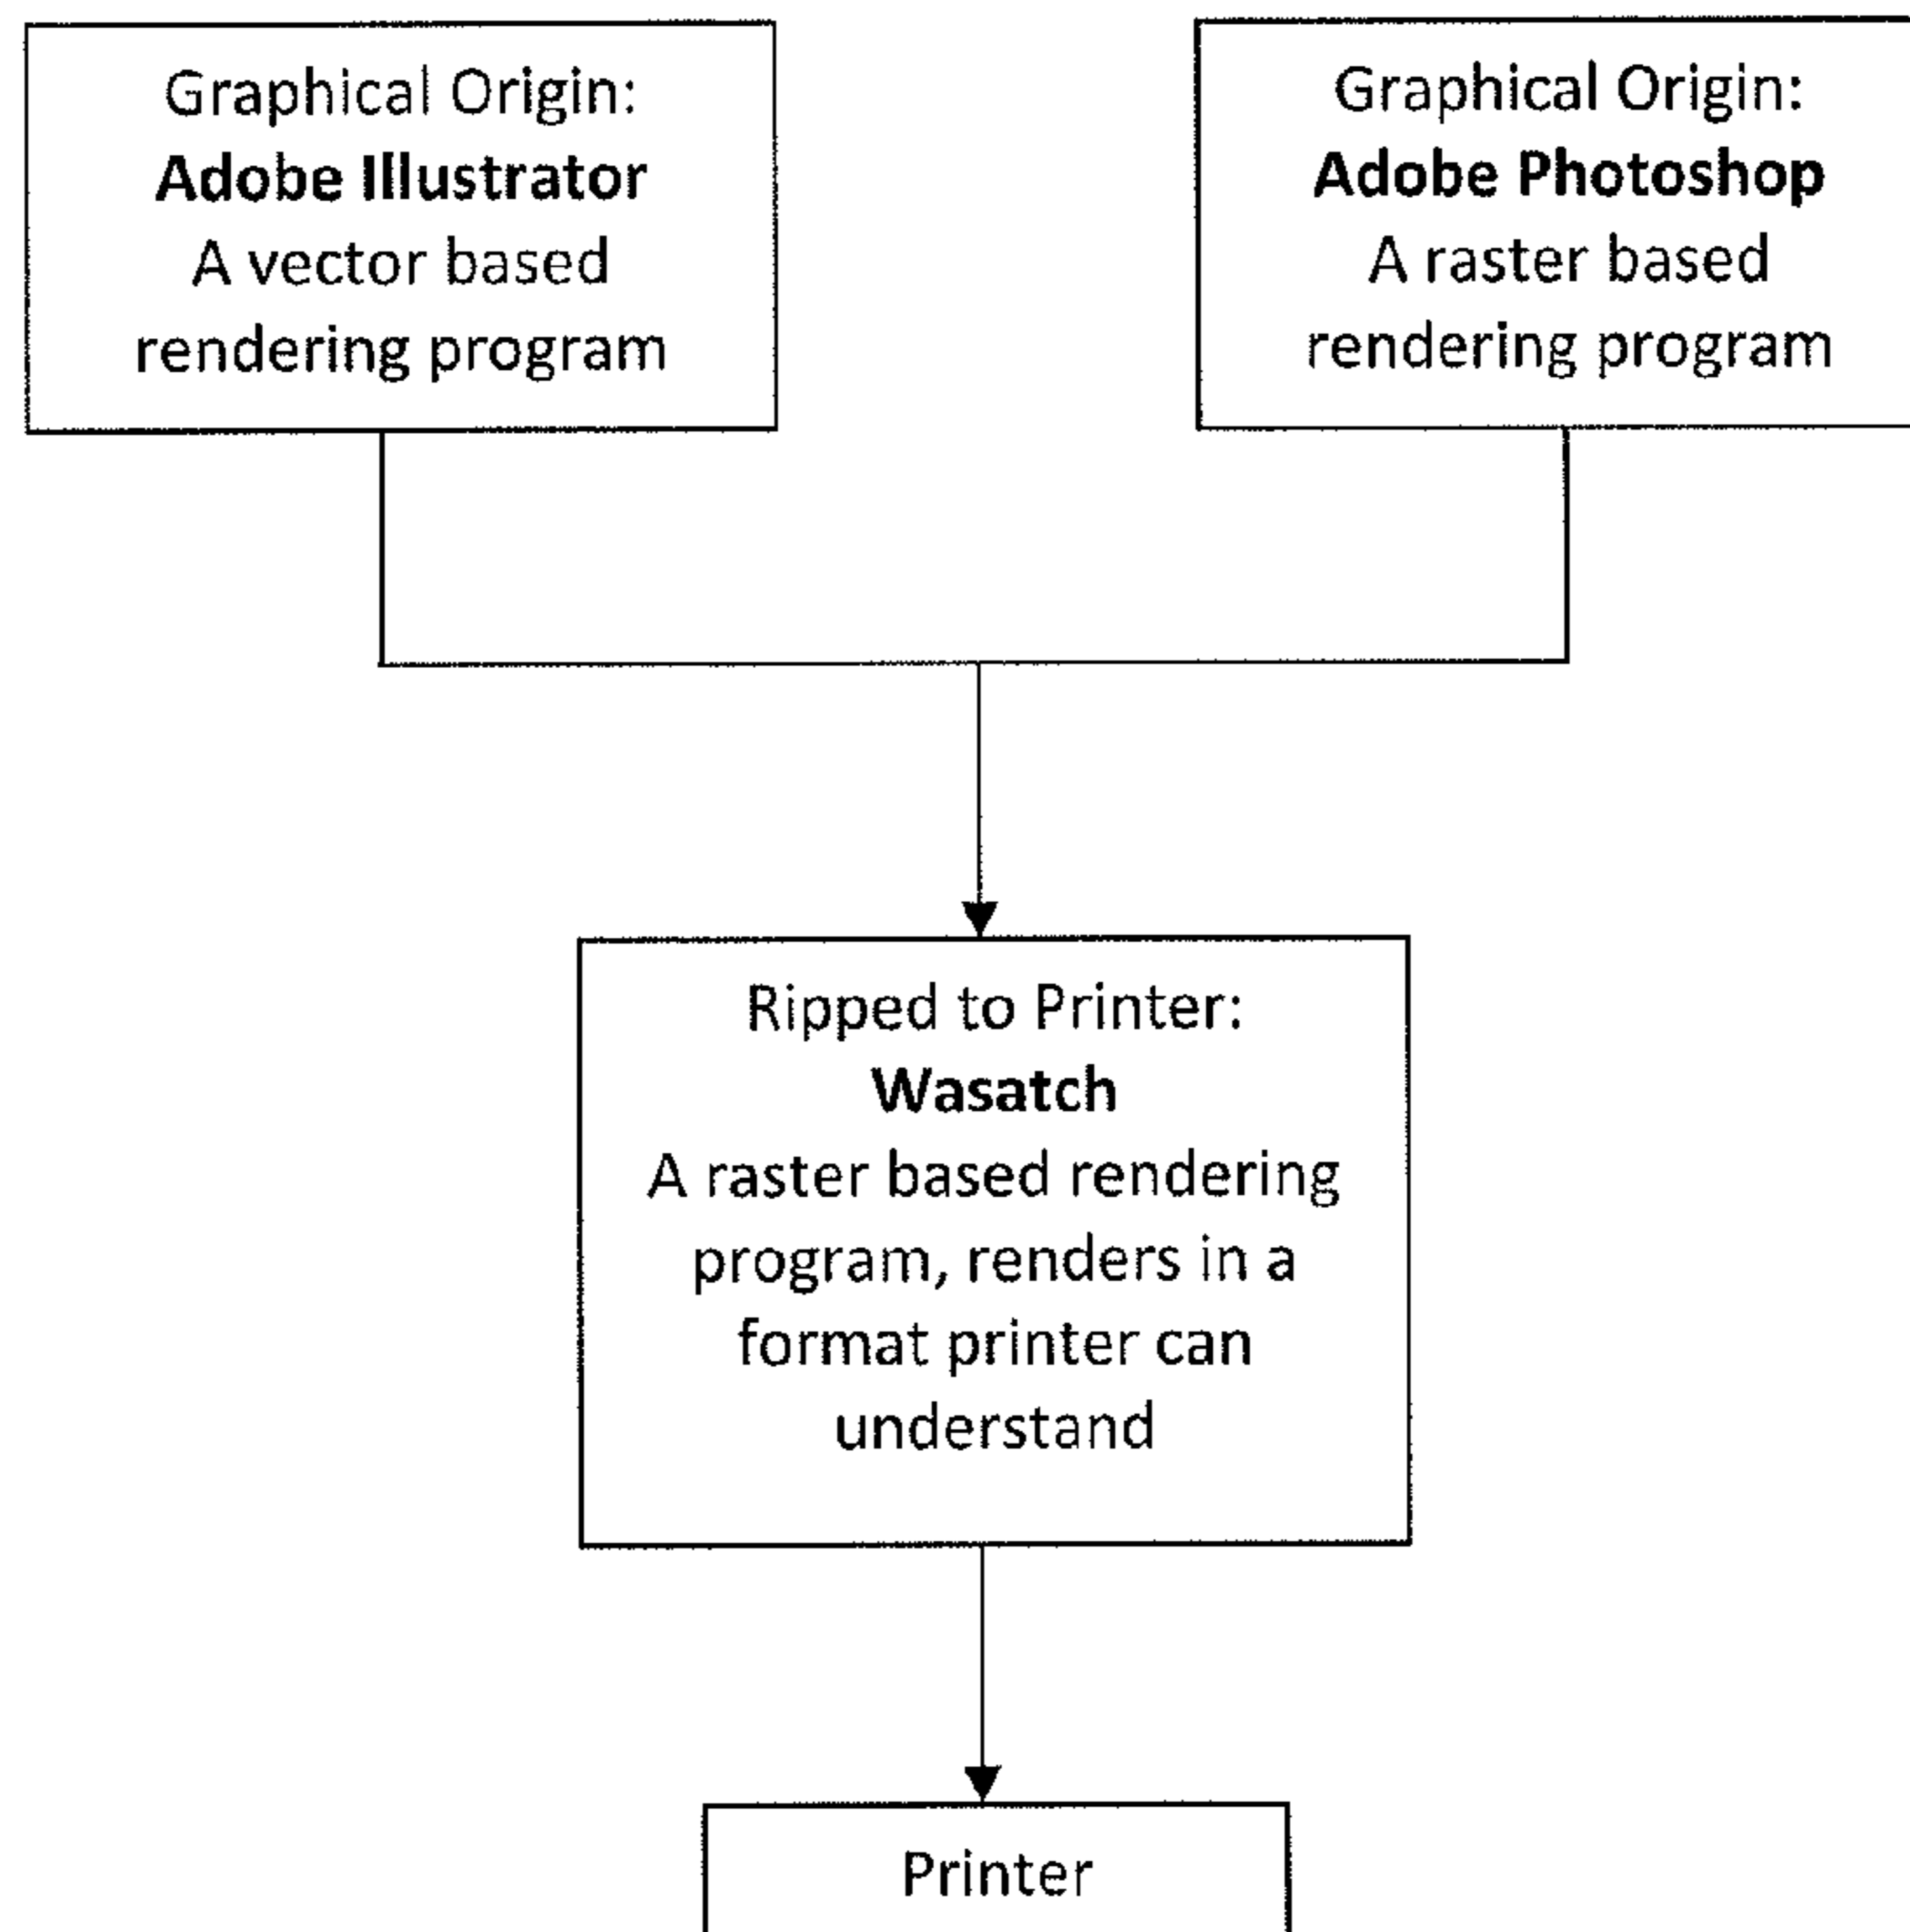 Graphical Origin:
Adobe Illustrator
A vector based
rendering program
Graphical Origin:
Adobe Photoshop
A raster based
rendering program
Ripped to Printer:
Wasatch
A raster based rendering
program, renders in a
format printer can
understand
Printer